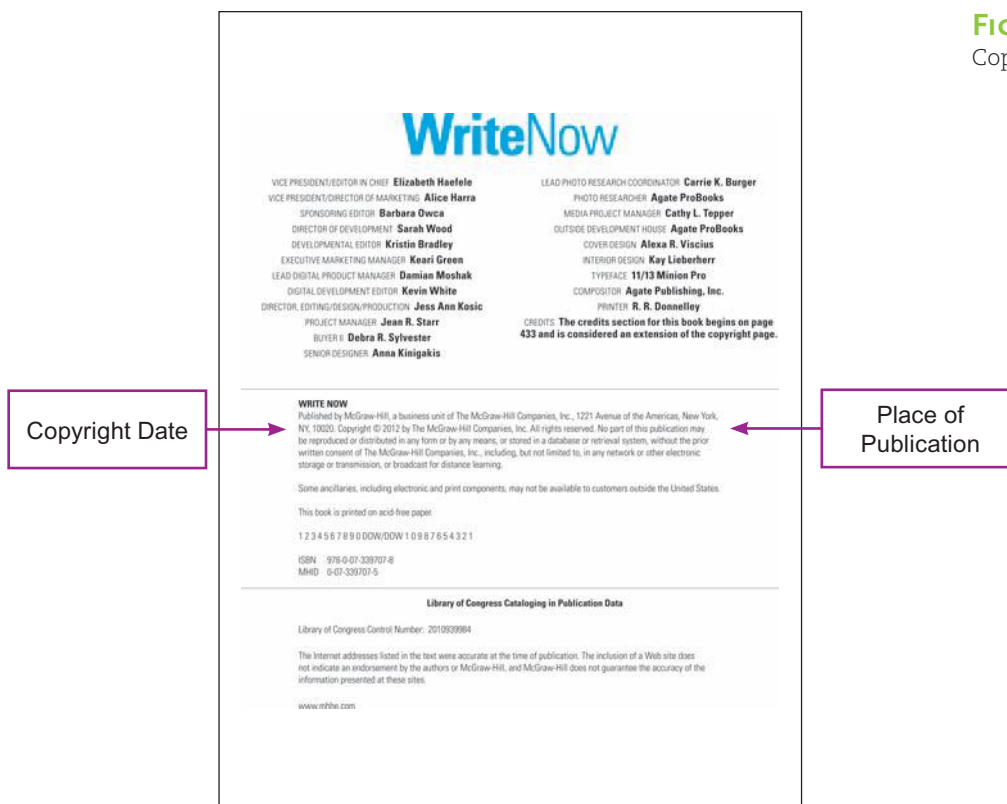 WriteNow
VICE PRESIDENT/EDITOR IN CHIEF Elizabeth Haefele
VICE PRESIDENT/DIRECTOR OF MARKETING Alice Harra
SPONSORING EDITOR Barbara Owca
DIRECTOR OF DEVELOPMENT Sarah Wood
DEVELOPMENTAL EDITOR Kristin Bradley
EXECUTIVE MARKETING MANAGER Keari Green
LEAD DIGITAL PRODUCT MANAGER Damian Moshak
DIGITAL DEVELOPMENT EDITOR Kevin White
DIRECTOR, EDITING/DESIGN/PRODUCTION Jess Ann Kosic
PROJECT MANAGER Jean R. Starr
BUYER II Debra R. Sylvester
SENIOR DESIGNER Anna Kinigakis
LEAD PHOTO RESEARCH COORDINATOR Carrie K. Burger
PHOTO RESEARCHER Agate ProBooks
MEDIA PROJECT MANAGER Cathy L. Tepper
OUTSIDE DEVELOPMENT HOUSE Agate ProBooks
COVER DESIGN Alexa R. Viscius
INTERIOR DESIGN Kay Lieberherr
TYPEFACE 11/13 Minion Pro
COMPOSITOR Agate Publishing, Inc.
PRINTER R. R. Donnelley
CREDITS The credits section for this book begins on page
433 and is considered an extension of the copyright page.
Copyright Date
WRITE NOW
Published by McGraw-Hill, a business unit of The McGraw-Hill Companies, Inc., 1221 Avenue of the Americas, New York,
NY, 10020. Copyright © 2012 by The McGraw-Hill Companies, Inc. All rights reserved. No part of this publication may
be reproduced or distributed in any form or by any means, or stored in a database or retrieval system, without the prior
written consent of The McGraw-Hill Companies, Inc., including, but not limited to, in any network or other electronic
storage or transmission, or broadcast for distance learning.
Place of
Publication
Some ancillaries, including electronic and print components, may not be available to customers outside the United States.
This book is printed on acid-free paper.
1 2 3 4 5 6 7 8 9 0 DOW/DOW 1 0 9 8 7 6 5 4 3 2 1
ISBN 978-0-07-339707-8
MHID 0-07-339707-5
Library of Congress Cataloging in Publication Data
Library of Congress Control Number: 2010939984
The Internet addresses listed in the text were accurate at the time of publication. The inclusion of a Web site does
not indicate an endorsement by the authors or McGraw-Hill, and McGraw-Hill does not guarantee the accuracy of the
information presented at these sites.
www.mhhe.com